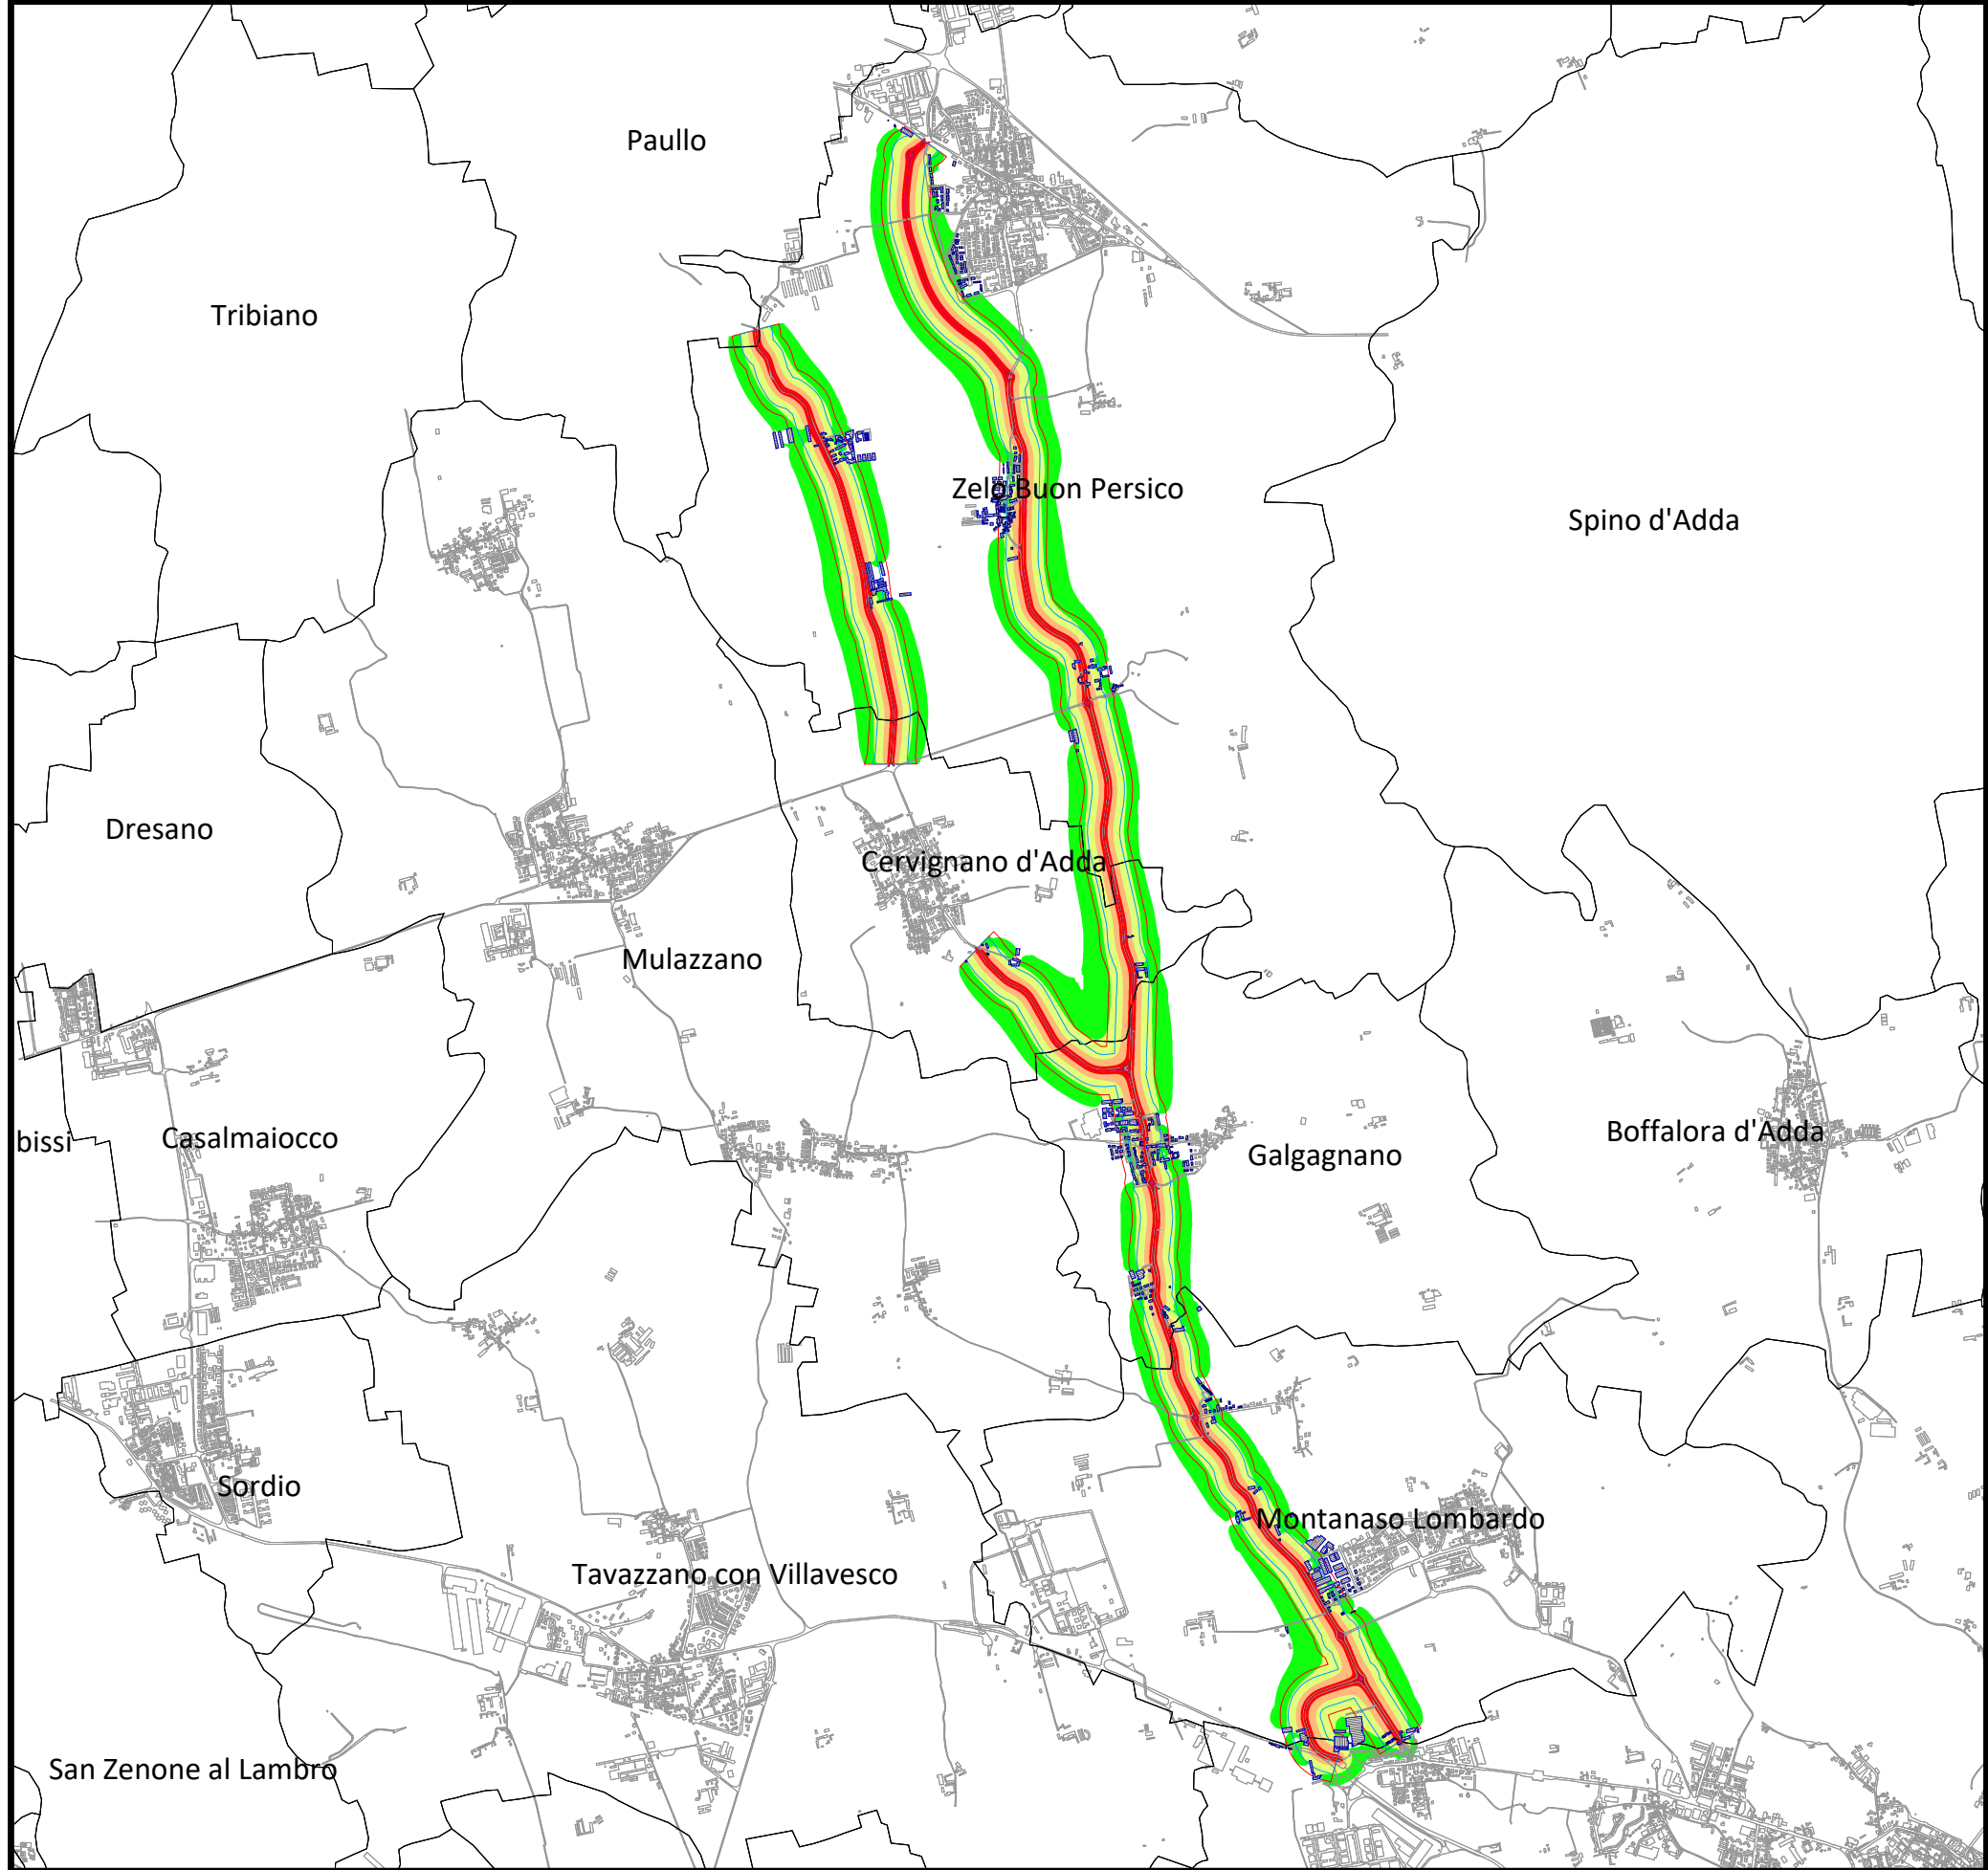 Paullo
Tribiano
Zelo Buon Persico
Spino d'Adda
Dresano
Cervignano d'Adda
Mulazzano
bissi
Casalmaiocco
Galgagnano
Boffalora d'Adda
Sordio
Montanaso Lombardo
Tavazzano con Villavesco
San Zenone al Lambro